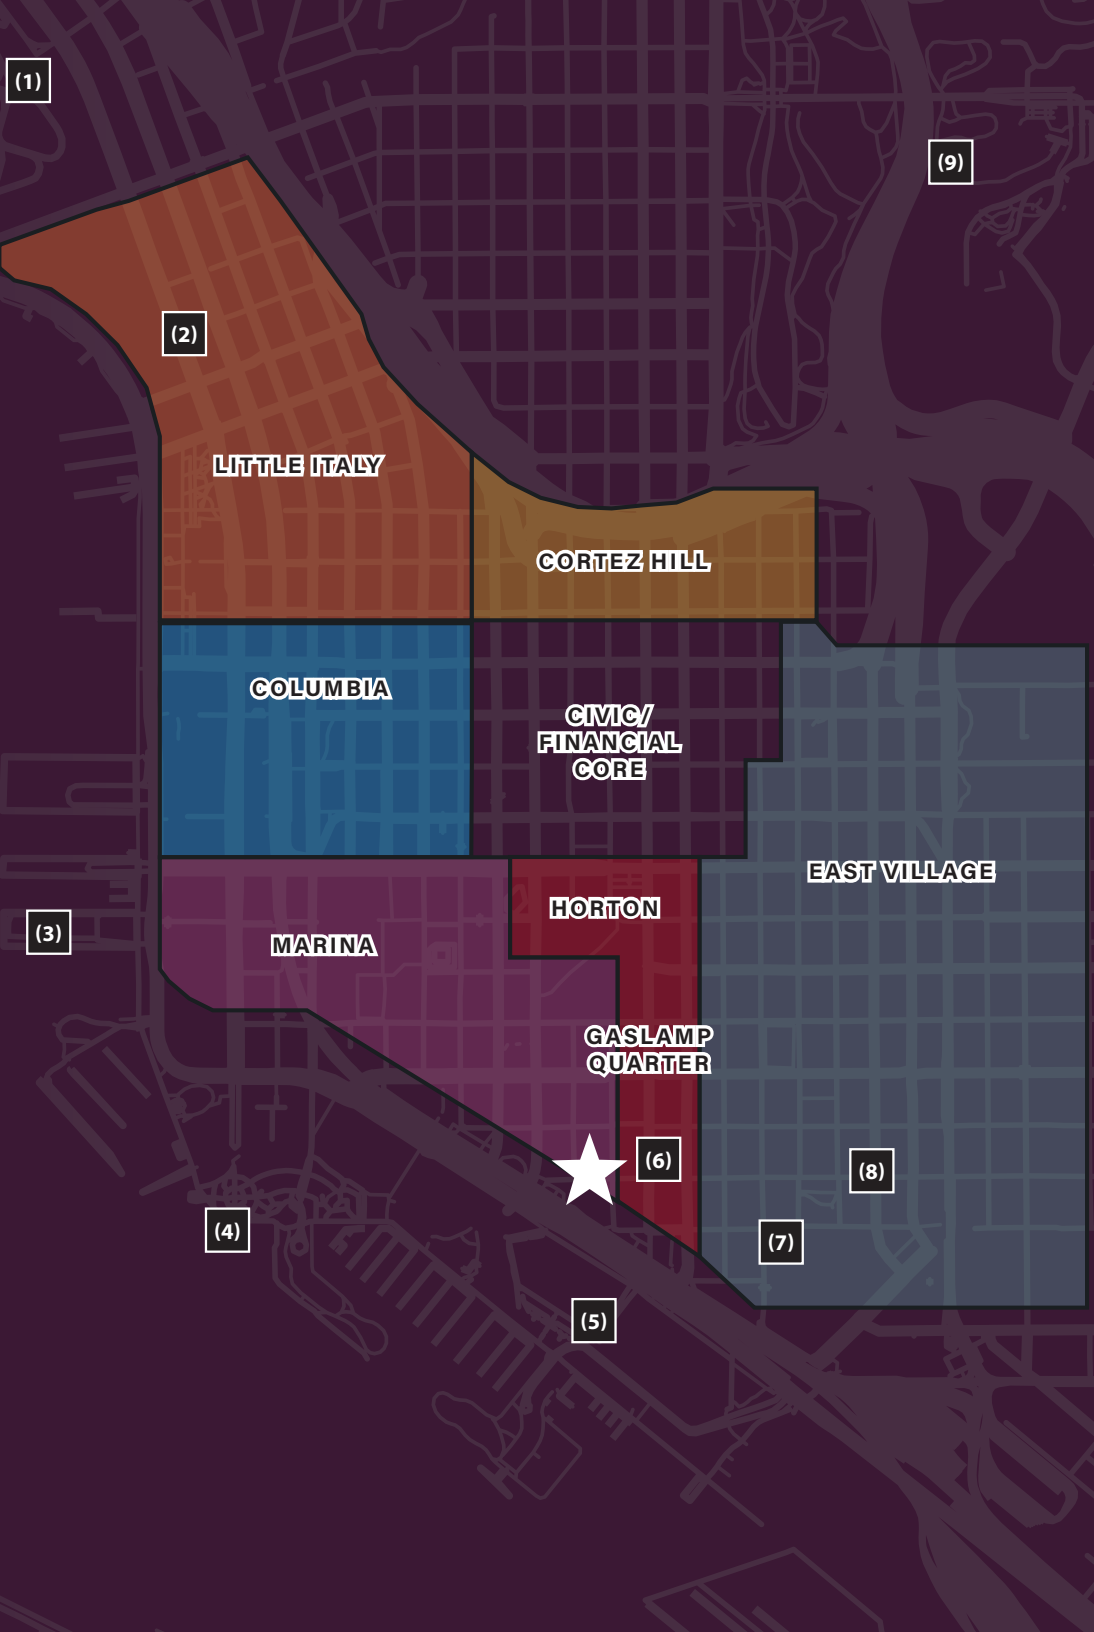 (1)
(9)
(2)
LITTLE ITALY
CORTEZ HILL
COLUMBIA
CIVIC/
FINANCIAL
CORE
EAST VILLAGE
HORTON
(3)
MARINA
GASLAMP
QUARTER
(6)
(8)
(4)
(7)
(5)